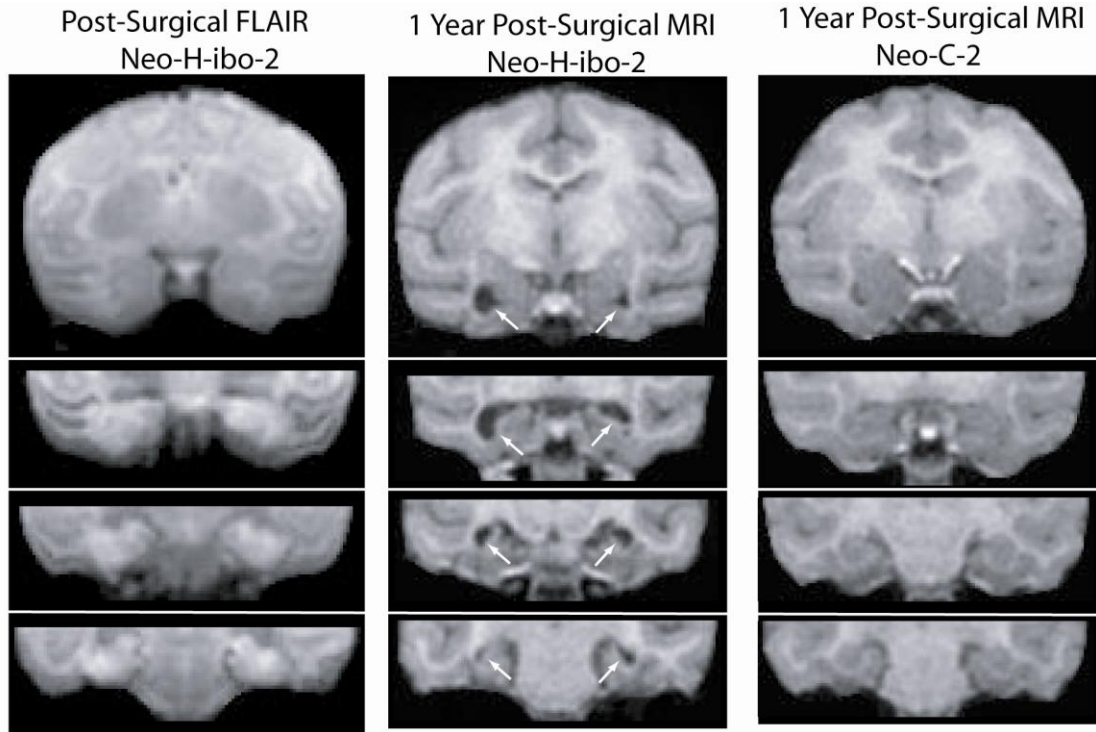 Post-Surgical FLAIR
Neo-H-ibo-2
1 Year Post-Surgical MRI
Neo-H-ibo-2
1 Year Post-Surgical MRI
Neo-C-2